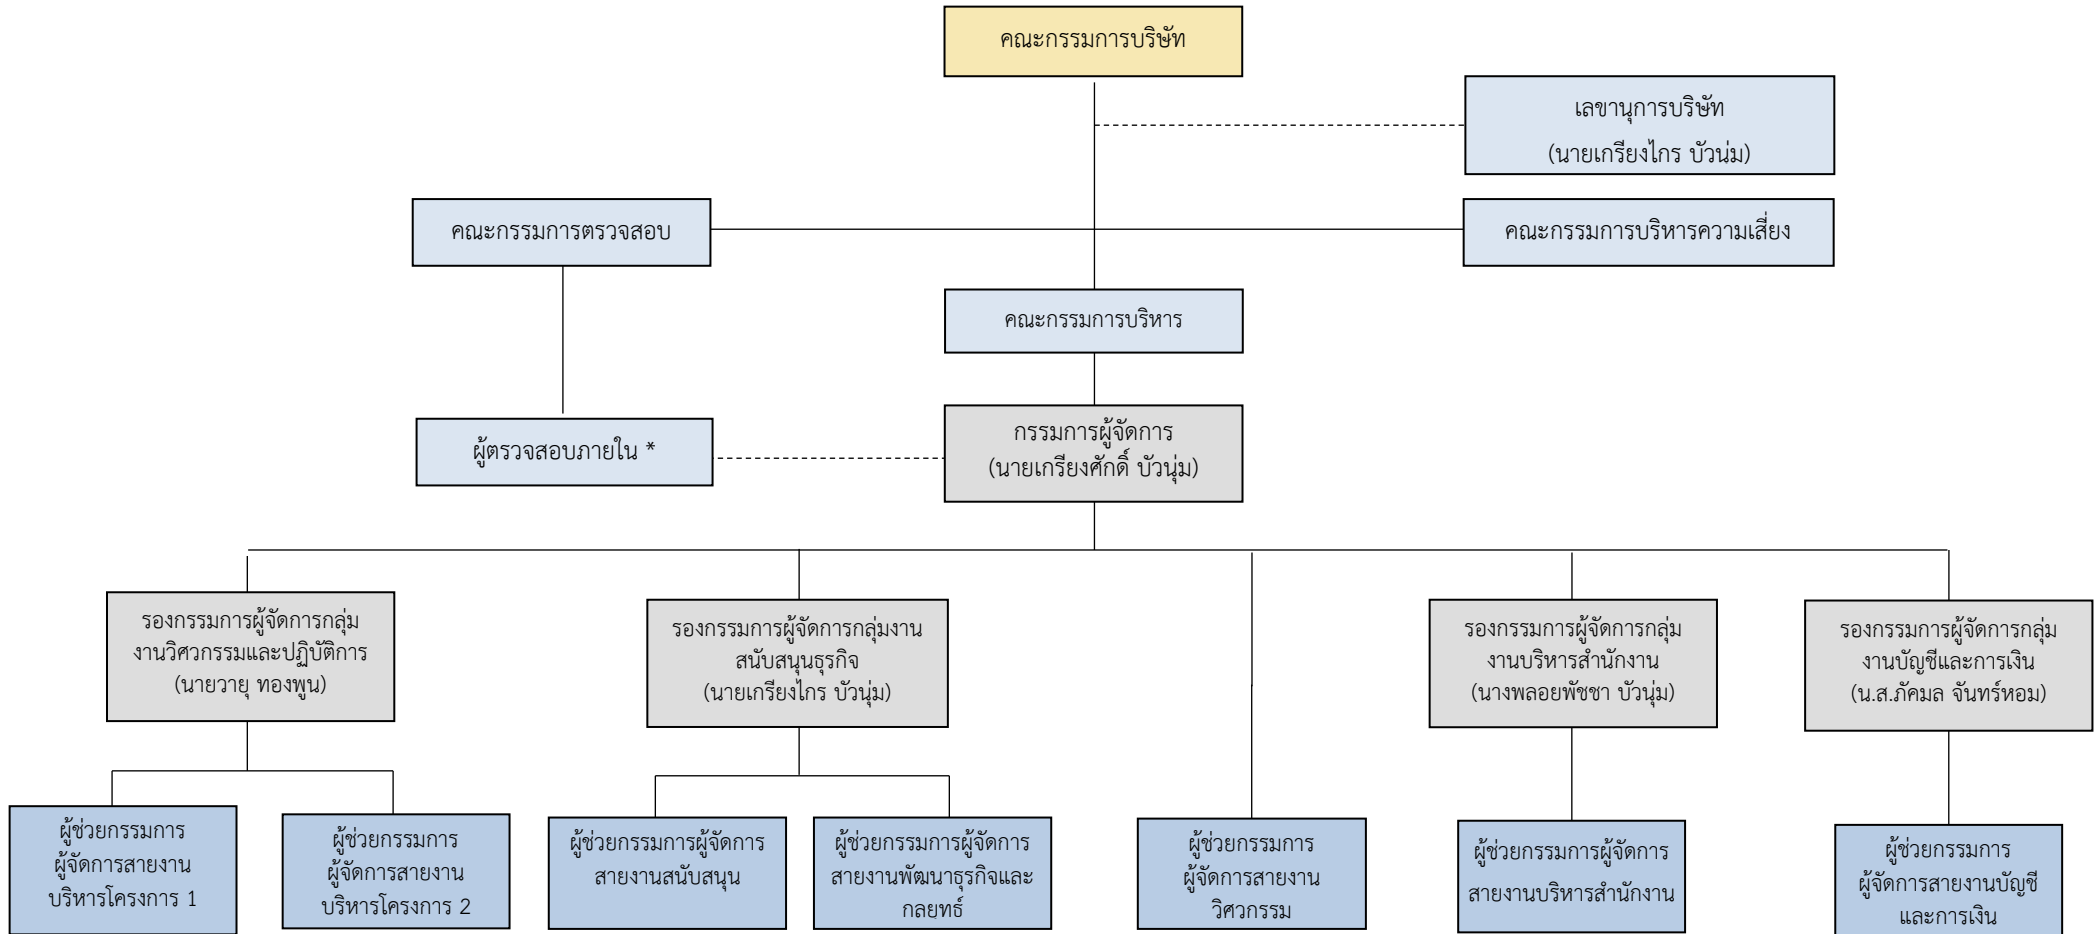 คณะกรรมการบริษัท
เลขานุการบริษัท
(นายเกรียงไกร บัวนุ่ม)
คณะกรรมการตรวจสอบ
คณะกรรมการบริหารความเสี่ยง
คณะกรรมการบริหาร
ผู้ตรวจสอบภายใน *
กรรมการผู้จัดการ
(นายเกรียงศักดิ์ บัวนุ่ม)
รองกรรมการผู้จัดการกลุ่ม
งานวิศวกรรมและปฏิบัติการ
(นายวายุ ทองพูน)
รองกรรมการผู้จัดการกลุ่มงาน
สนับสนุนธุรกิจ
(นายเกรียงไกร บัวนุ่ม)
รองกรรมการผู้จัดการกลุ่ม
งานบริหารสำนักงาน
(นางพลอยพัชชา บัวนุ่ม)
รองกรรมการผู้จัดการกลุ่ม
งานบัญชีและการเงิน
(น.ส.ภัคมล จันทร์หอม)
ผู้ช่วยกรรมการ
ผู้จัดการสายงาน
บริหารโครงการ 1
ผู้ช่วยกรรมการ
ผู้จัดการสายงาน
บริหารโครงการ 2
ผู้ช่วยกรรมการผู้จัดการ
สายงานสนับสนุน
ผู้ช่วยกรรมการผู้จัดการ
สายงานพัฒนาธุรกิจและ
กลยทธ์
ผู้ช่วยกรรมการ
ผู้จัดการสายงาน
วิศวกรรม
ผู้ช่วยกรรมการผู้จัดการ
สายงานบริหารสำนักงาน
ผู้ช่วยกรรมการ
ผู้จัดการสายงานบัญชี
และการเงิน